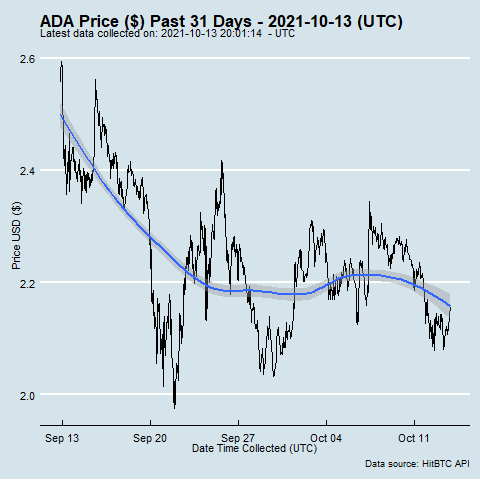 ADA Price ($) Past 31 Days - 2021-10-13 (UTC)
Latest data collected on: 2021-10-13 20:01:14 - UTC
2.6
2.4
2.2
2.0
Price USD ($)
Sep 13 Sep 20 Sep 27 Oct 04 Oct 11
Date Time Collected (UTC)
Data source: HitBTC API